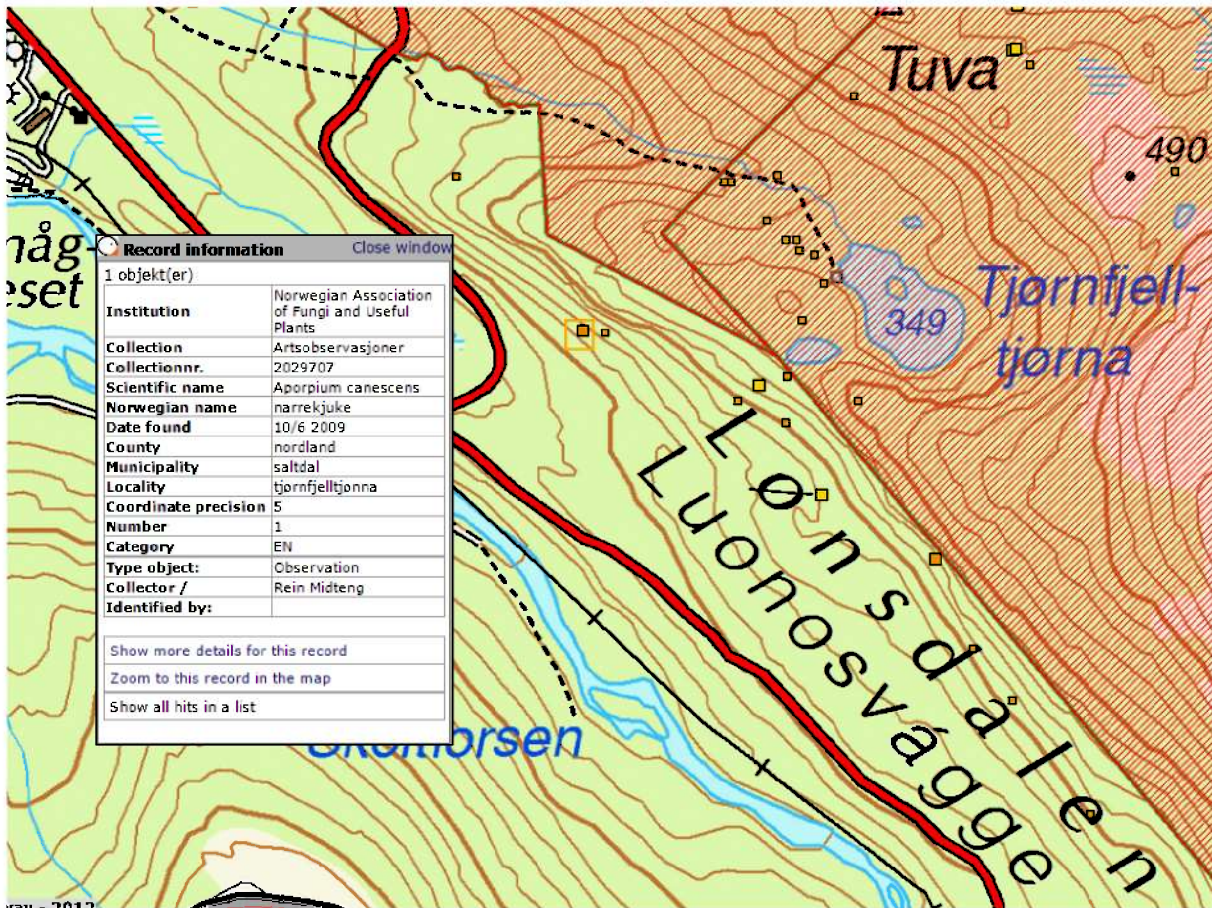 Tuva
490
Tjørnfjell-
tjørna
349
Lønsdalen
Luonosvágge
eset
Record information Close window
1 objekt(er)
Institution Norwegian Association
of Fungi and Useful
Plants
Collection Artsobservasjoner
Collectionnr. 2029707
Scientific name Aporpium canescens
Norwegian name narrekjuke
Date found 10/6 2009
County nordland
Municipality saltdal
Locality tjørnfjelltjønna
Coordinate precision 5
Number 1
Category EN
Type object: Observation
Collector / Rein Midteng
Identified by:
Show more details for this record
Zoom to this record in the map
Show all hits in a list
2012